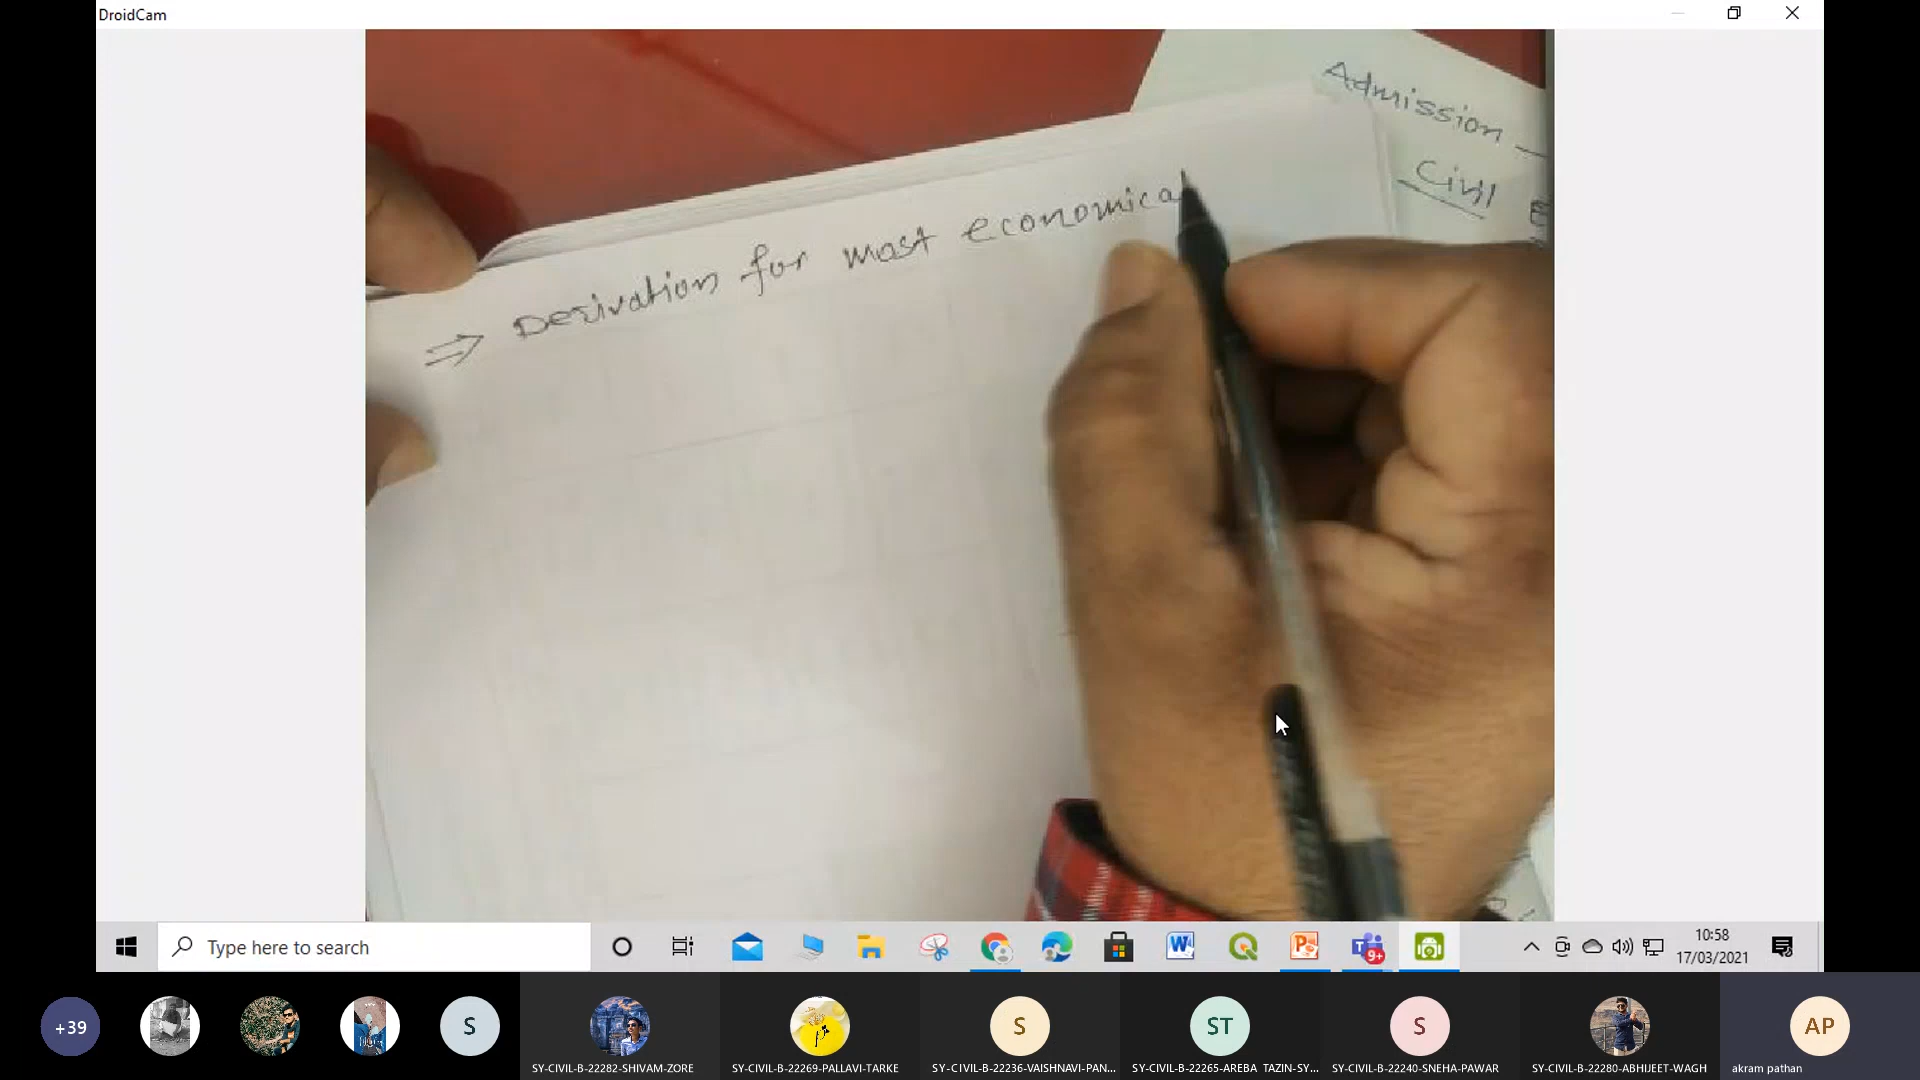 DroidCam
Admission
Civil
⇒ Derivation for most economical
Type here to search
9+
10:58
17/03/2021
+39
S
S
ST
S
AP
SY-CIVIL-B-22282-SHIVAM-ZORE
SY-CIVIL-B-22269-PALLAVI-TARKE
SY-CIVIL-B-22236-VAISHNAVI-PAN...
SY-CIVIL-B-22265-AREBA TAZIN-SY...
SY-CIVIL-B-22240-SNEHA-PAWAR
SY-CIVIL-B-22280-ABHIJEET-WAGH
akram pathan